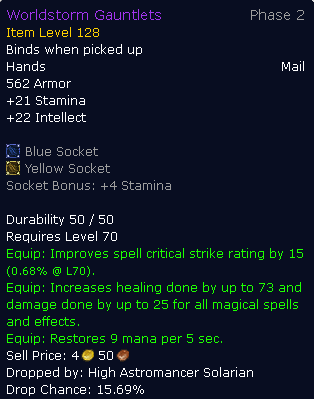 Worldstorm Gauntlets Phase 2
Item Level 128
Binds when picked up
Hands Mail
562 Armor
+21 Stamina
+22 Intellect
Blue Socket
Yellow Socket
Socket Bonus: +4 Stamina
Durability 50 / 50
Requires Level 70
Equip: Improves spell critical strike rating by 15
(0.68% @ L70).
Equip: Increases healing done by up to 73 and
damage done by up to 25 for all magical spells
and effects.
Equip: Restores 9 mana per 5 sec.
Sell Price: 4 50
Dropped by: High Astromancer Solarian
Drop Chance: 15.69%